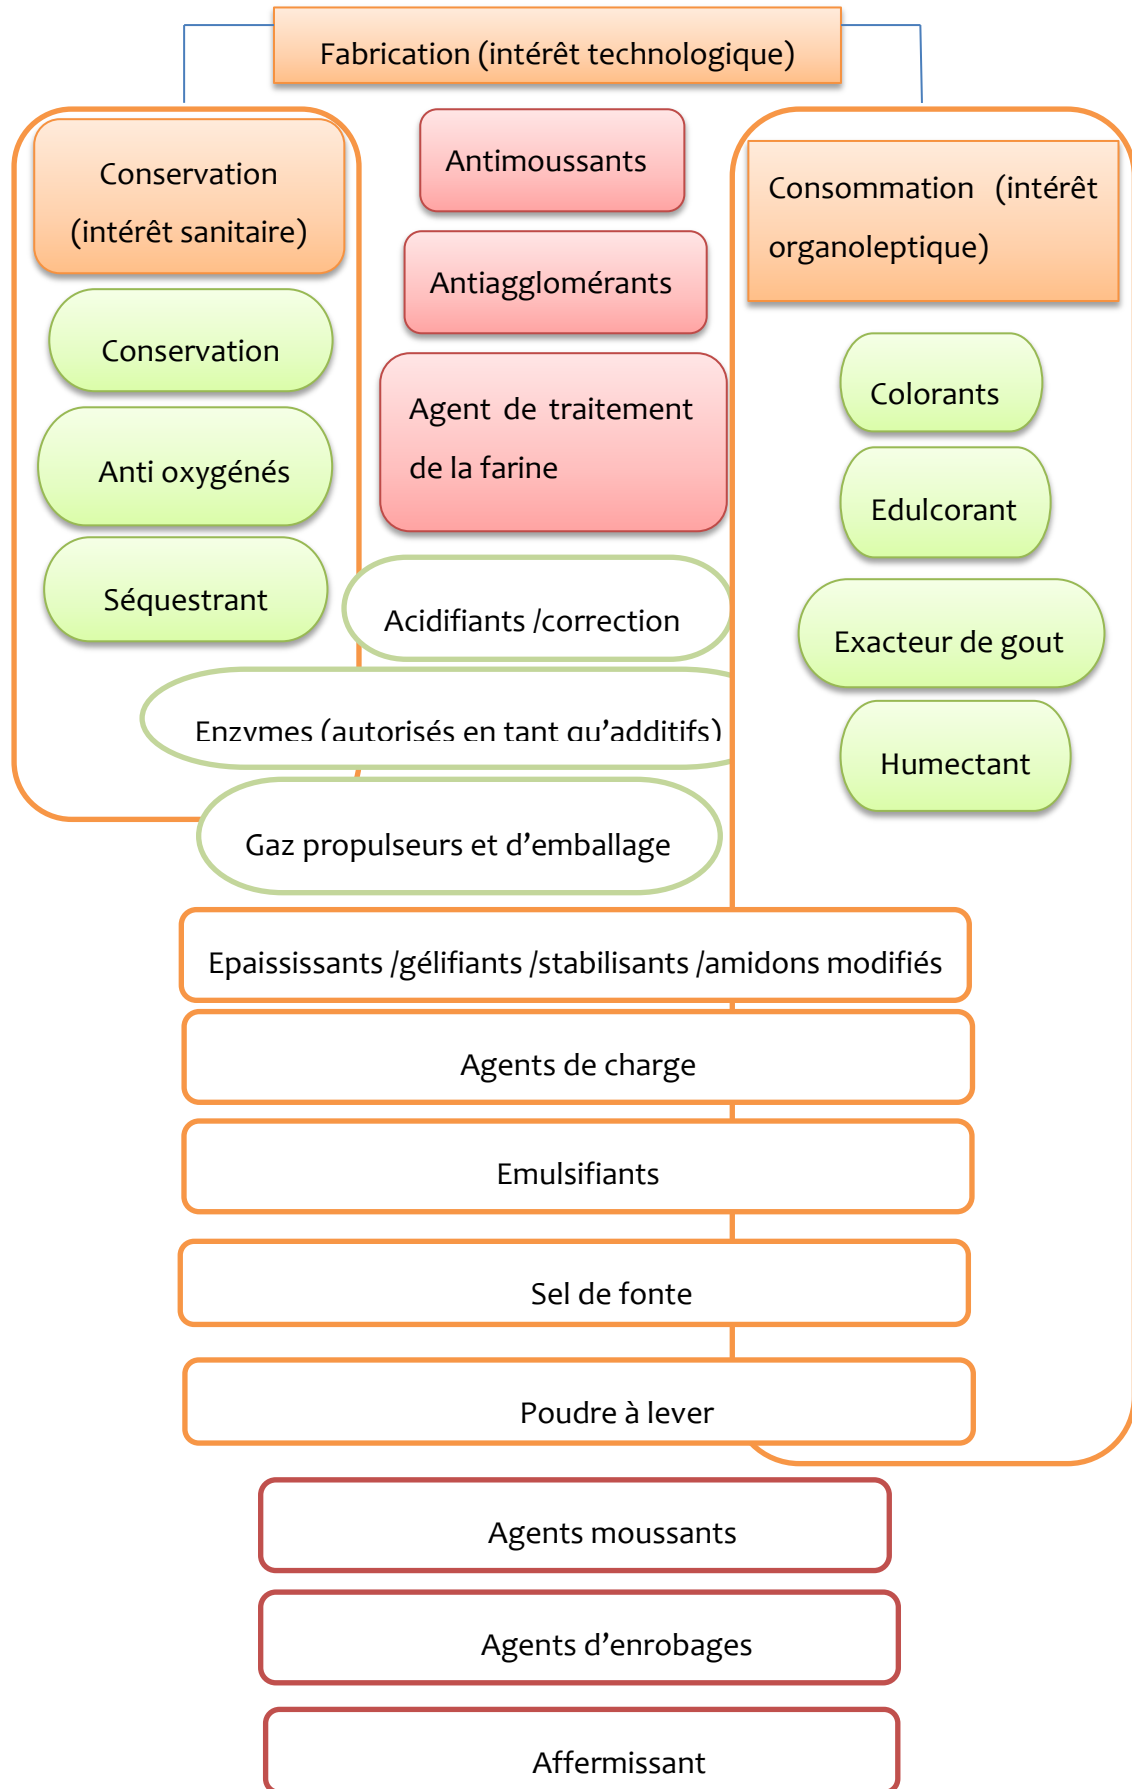 Fabrication (intérêt technologique)
Conservation
(intérêt sanitaire)
Conservation
Anti oxygénés
Séquestrant
Antimoussants
Antiagglomérants
Agent de traitement
de la farine
Consommation (intérêt
organoleptique)
Colorants
Edulcorant
Exacteur de gout
Humectant
Acidifiants /correction
Enzymes (autorisés en tant qu’additifs)
Gaz propulseurs et d’emballage
Epaississants /gélifiants /stabilisants /amidons modifiés
Agents de charge
Emulsifiants
Sel de fonte
Poudre à lever
Agents moussants
Agents d’enrobages
Affermissant